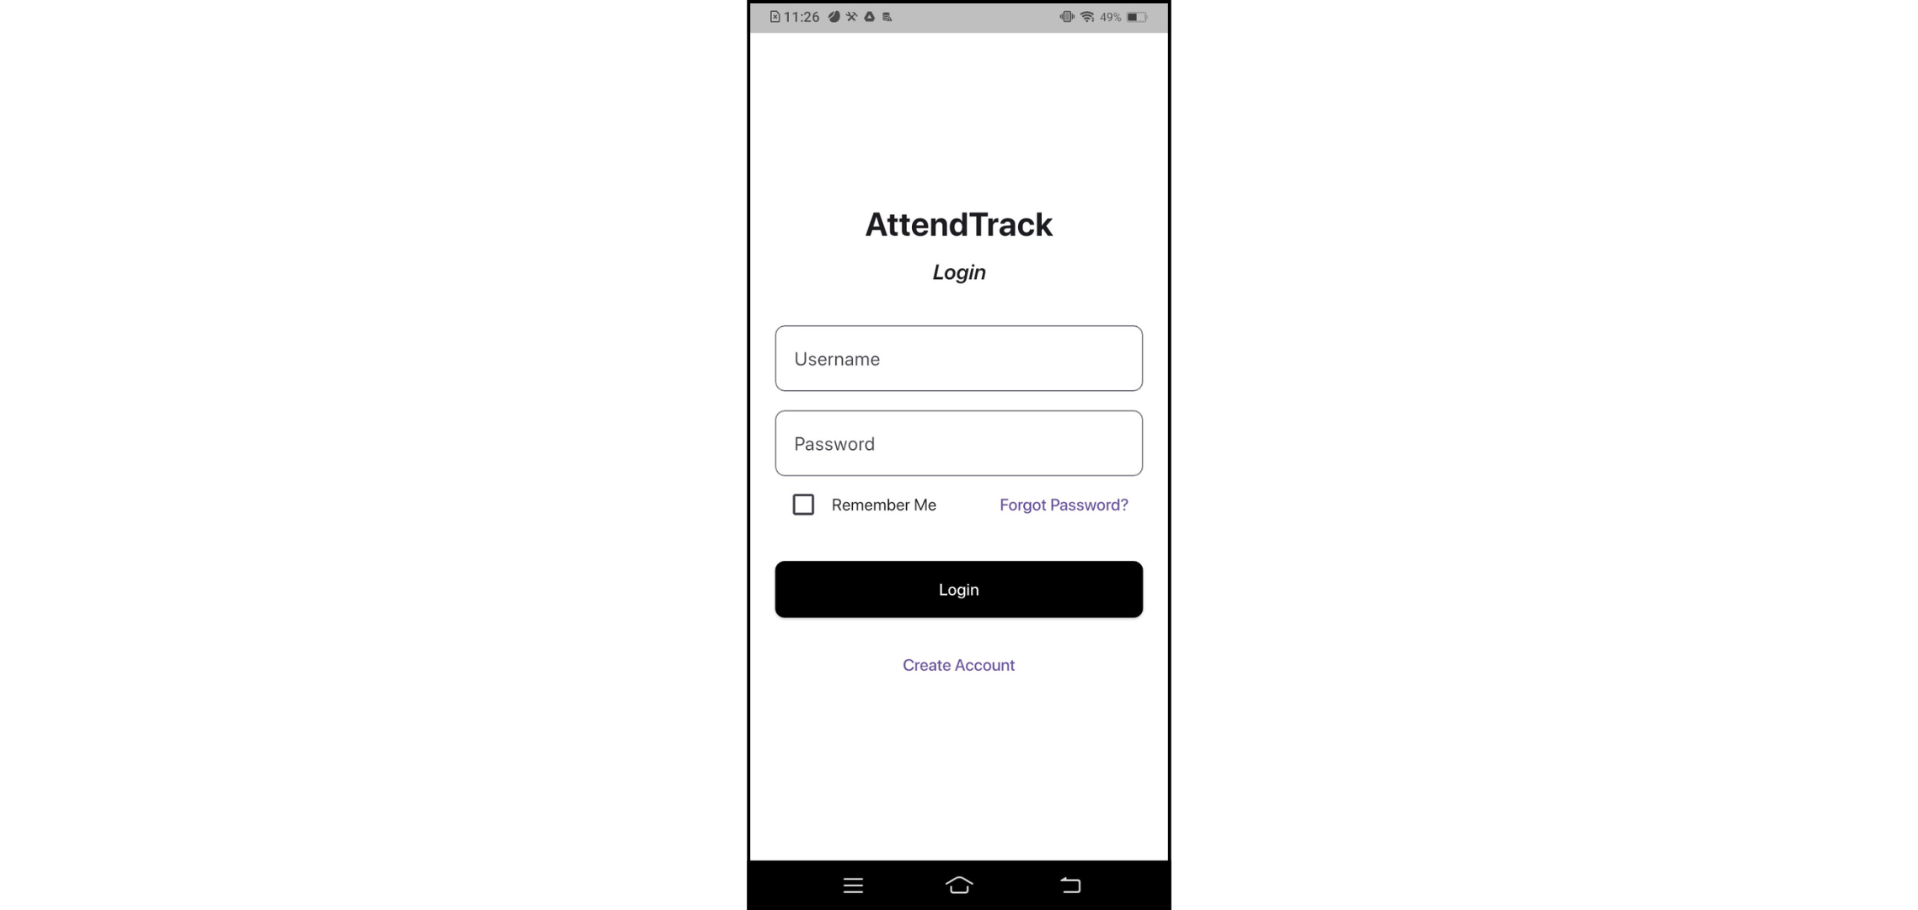 11:26 49%
AttendTrack
Login
Username
Password
Remember Me Forgot Password?
Login
Create Account